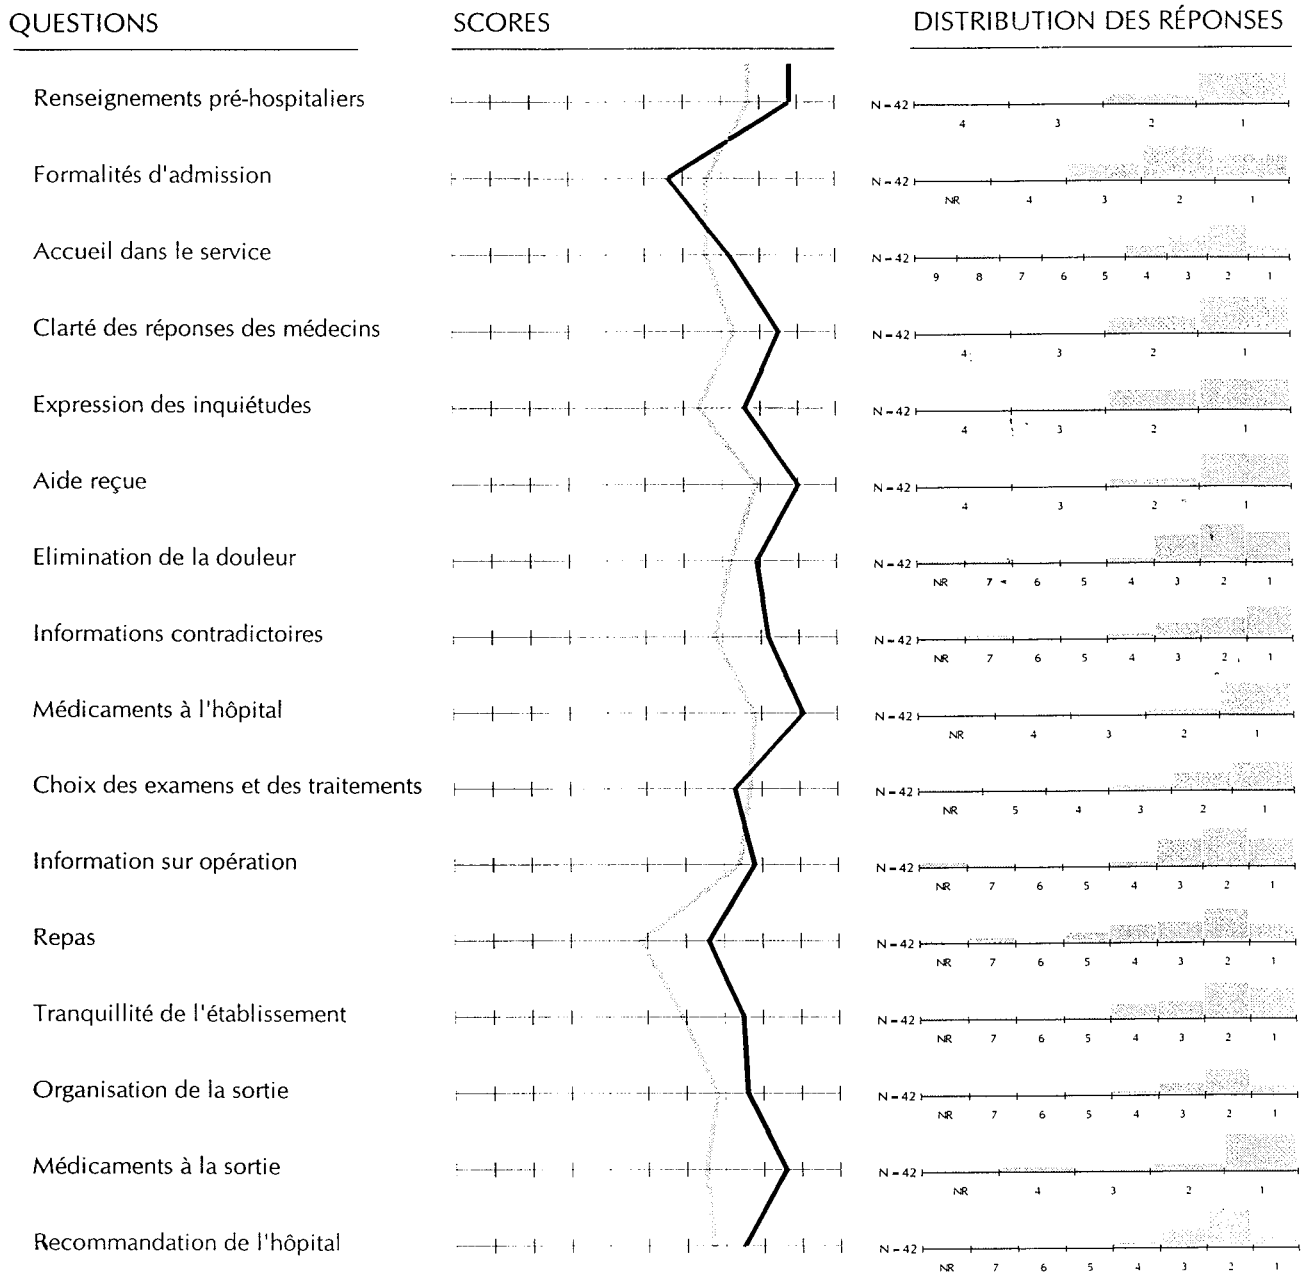 QUESTIONS SCORES DISTRIBUTION DES RÉPONSES
Renseignements pré-hospitaliers N=42
4 3 2 1
Formalités d'admission N=42
NR 4 3 2 1
Accueil dans le service N=42
9 8 7 6 5 4 3 2 1
Clarté des réponses des médecins N=42
4 3 2 1
Expression des inquiétudes N=42
4 3 2 1
Aide reçue N=42
4 3 2 1
Elimination de la douleur N=42
NR 7 6 5 4 3 2 1
Informations contradictoires N=42
NR 7 6 5 4 3 2 1
Médicaments à l'hôpital N=42
NR 4 3 2 1
Choix des examens et des traitements N=42
NR 5 4 3 2 1
Information sur opération N=42
NR 7 6 5 4 3 2 1
Repas N=42
NR 7 6 5 4 3 2 1
Tranquillité de l'établissement N=42
NR 7 6 5 4 3 2 1
Organisation de la sortie N=42
NR 7 6 5 4 3 2 1
Médicaments à la sortie N=42
NR 4 3 2 1
Recommandation de l'hôpital N=42
NR 7 6 5 4 3 2 1